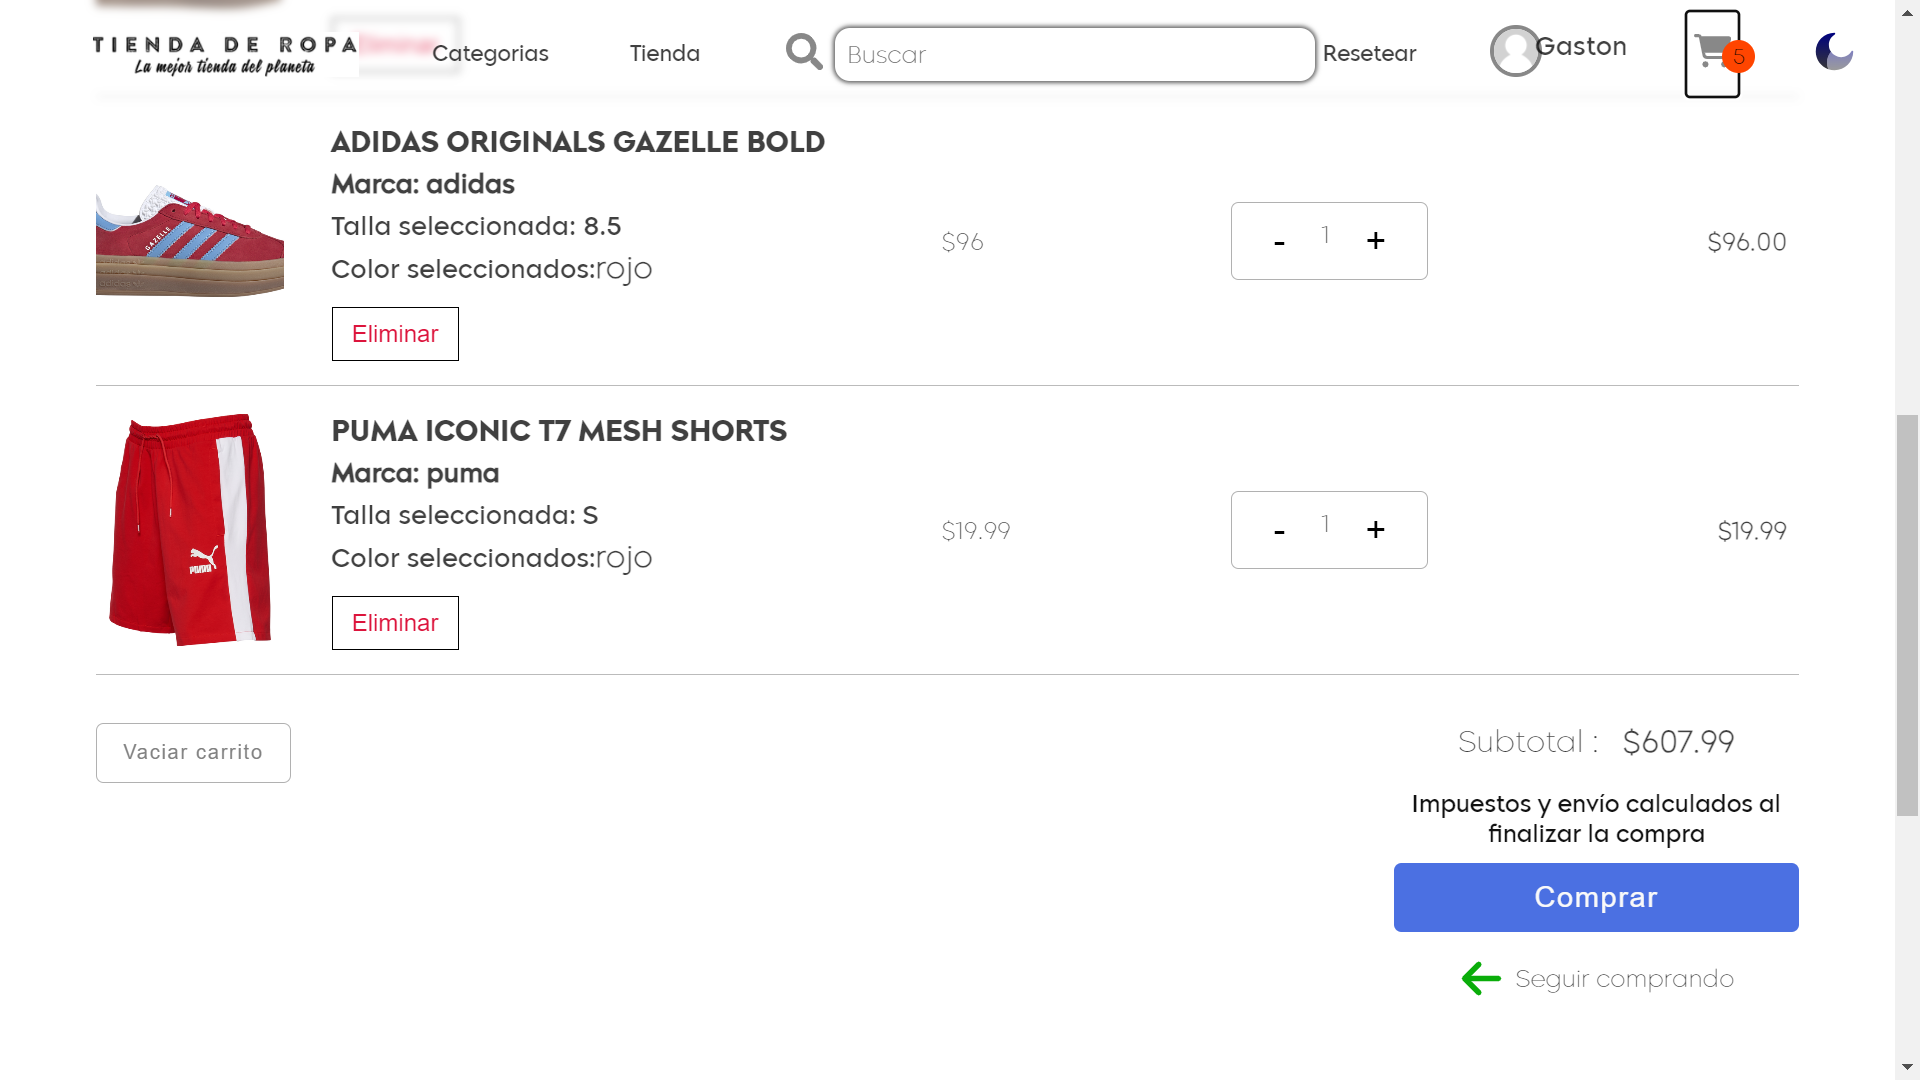 TIENDA DE ROPA
La mejor tienda del planeta
Eliminar
Categorias
Tienda
Buscar
Resetear
Gaston
5
ADIDAS ORIGINALS GAZELLE BOLD
Marca: adidas
Talla seleccionada: 8.5
Color seleccionados:rojo
GAZELLE
$96
- 1 +
$96.00
Eliminar
PUMA ICONIC T7 MESH SHORTS
Marca: puma
Talla seleccionada: S
Color seleccionados:rojo
PUMA
$19.99
- 1 +
$19.99
Eliminar
Vaciar carrito
Subtotal : $607.99
Impuestos y envío calculados al
finalizar la compra
Comprar
Seguir comprando